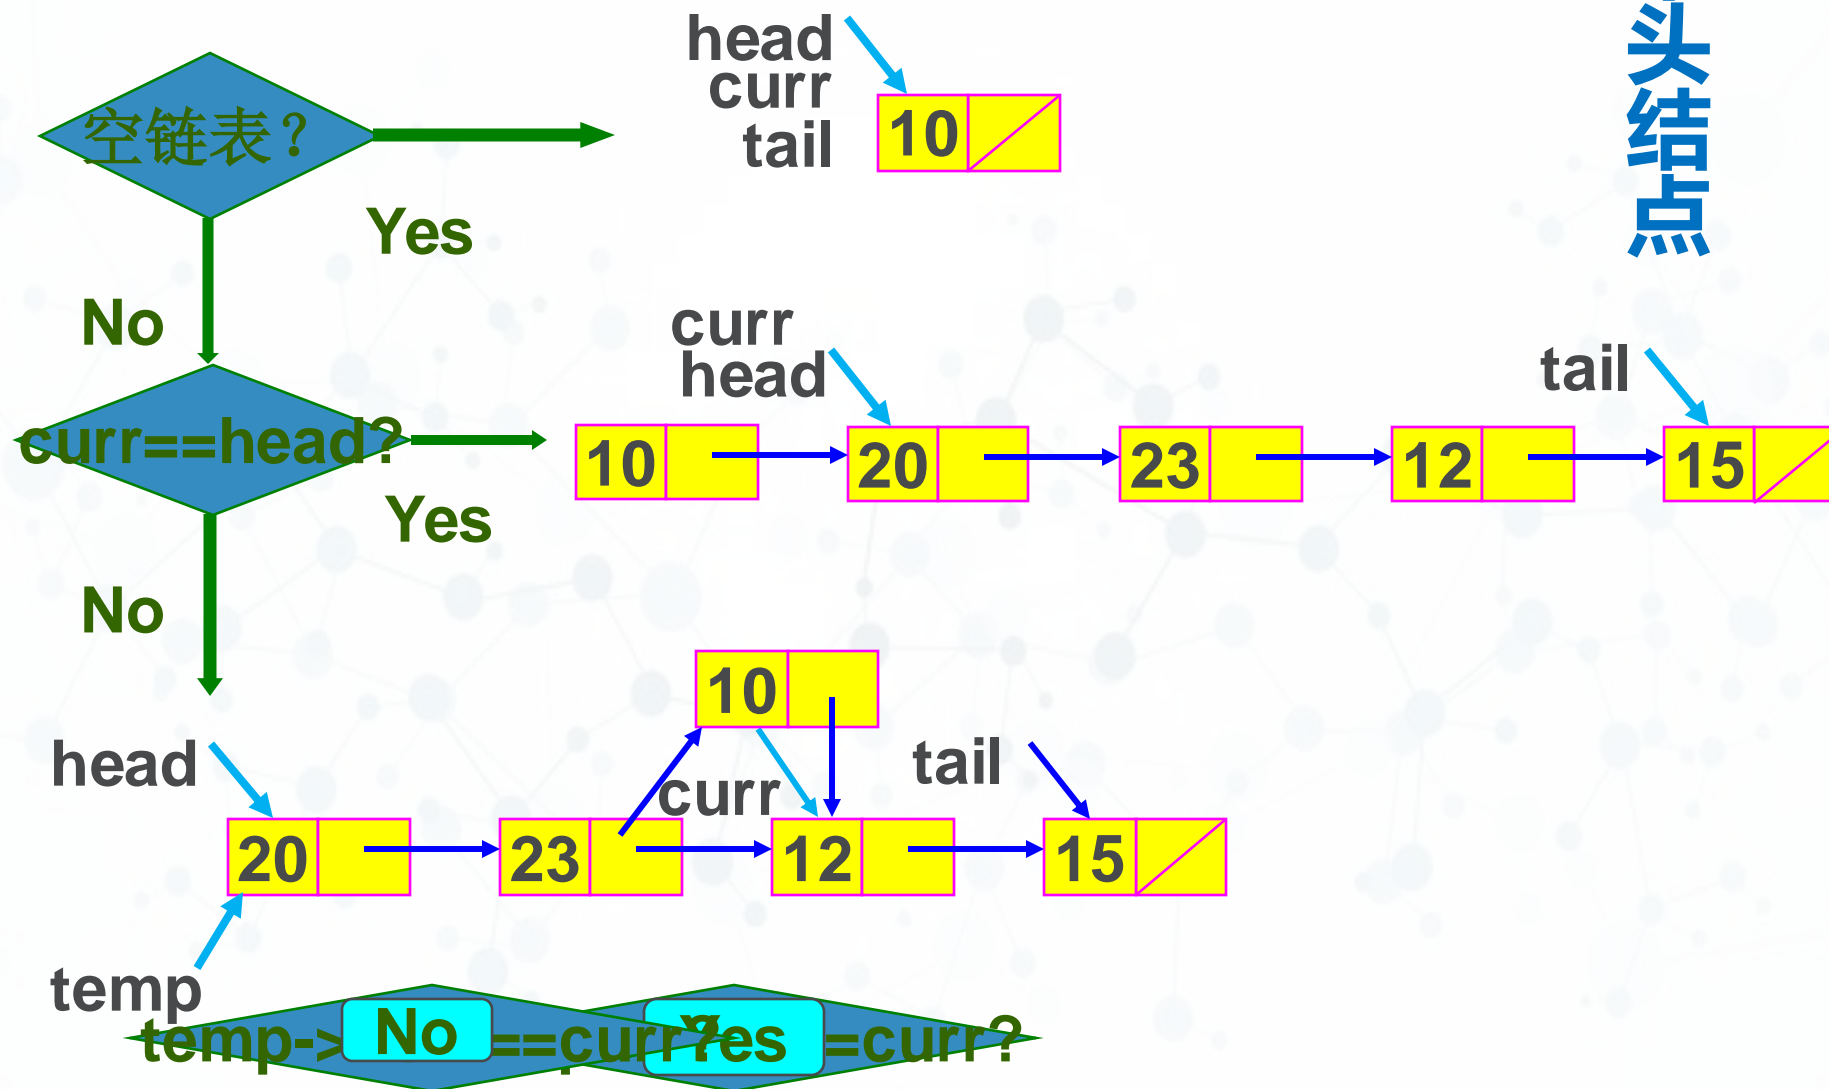 head
curr
tail
10
空链表？
Yes
No
头结点
curr
head
tail
curr==head?
10 20 23 12 15
Yes
No
10
head
curr
tail
20 23 12 15
temp
temp-> No ==curr? Yes =curr?